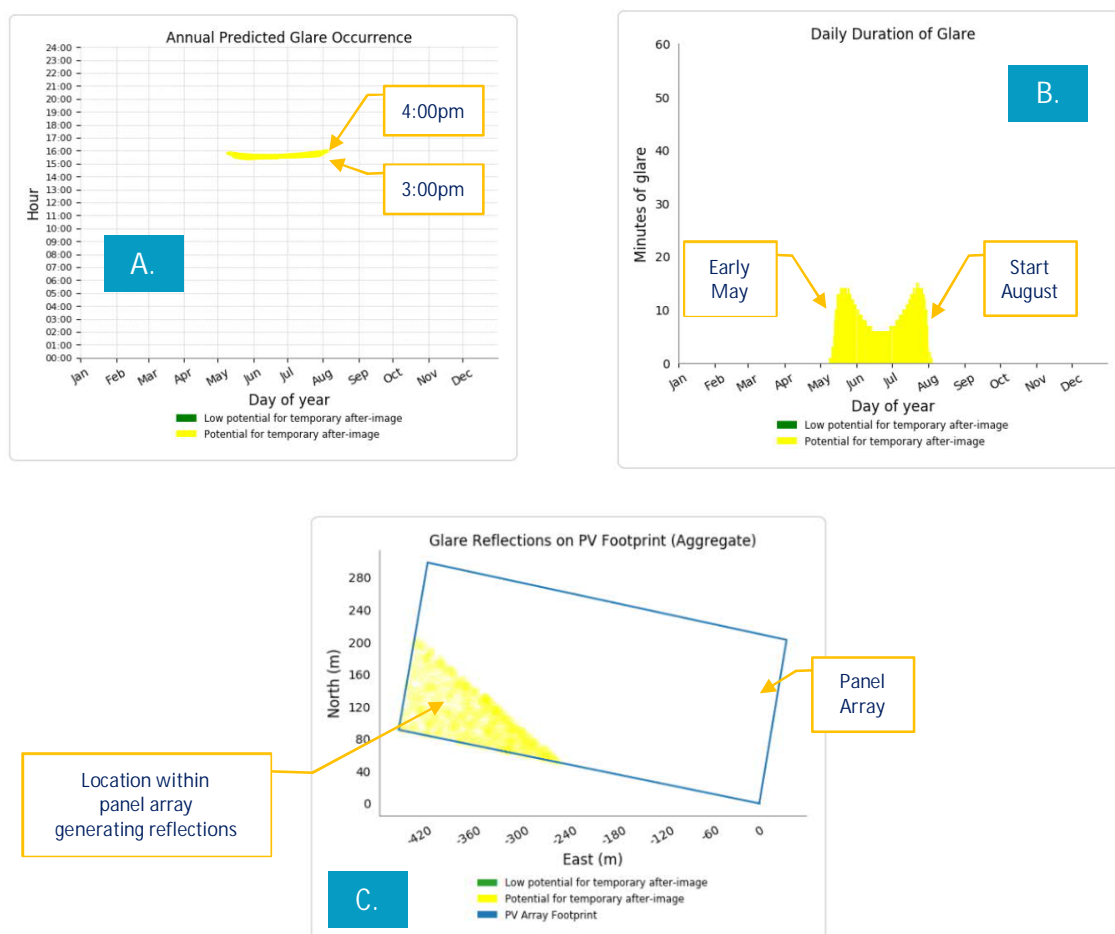 Annual Predicted Glare Occurrence
24:00
23:00
22:00
21:00
20:00
19:00
18:00
17:00
16:00
15:00
14:00
13:00
12:00
11:00
10:00
09:00
08:00
07:00
06:00
05:00
04:00
03:00
02:00
01:00
00:00
Hour
4:00pm
3:00pm
A.
Jan Feb Mar Apr May Jun Jul Aug Sep Oct Nov Dec
Day of year
Low potential for temporary after-image
Potential for temporary after-image
Daily Duration of Glare
60
50
40
30
20
10
0
Minutes of glare
B.
Early
May
Start
August
Jan Feb Mar Apr May Jun Jul Aug Sep Oct Nov Dec
Day of year
Low potential for temporary after-image
Potential for temporary after-image
Glare Reflections on PV Footprint (Aggregate)
280
240
200
160
120
80
40
0
North (m)
Panel
Array
Location within
panel array
generating reflections
-420 -360 -300 -240 -180 -120 -60 0
East (m)
Low potential for temporary after-image
Potential for temporary after-image
PV Array Footprint
C.